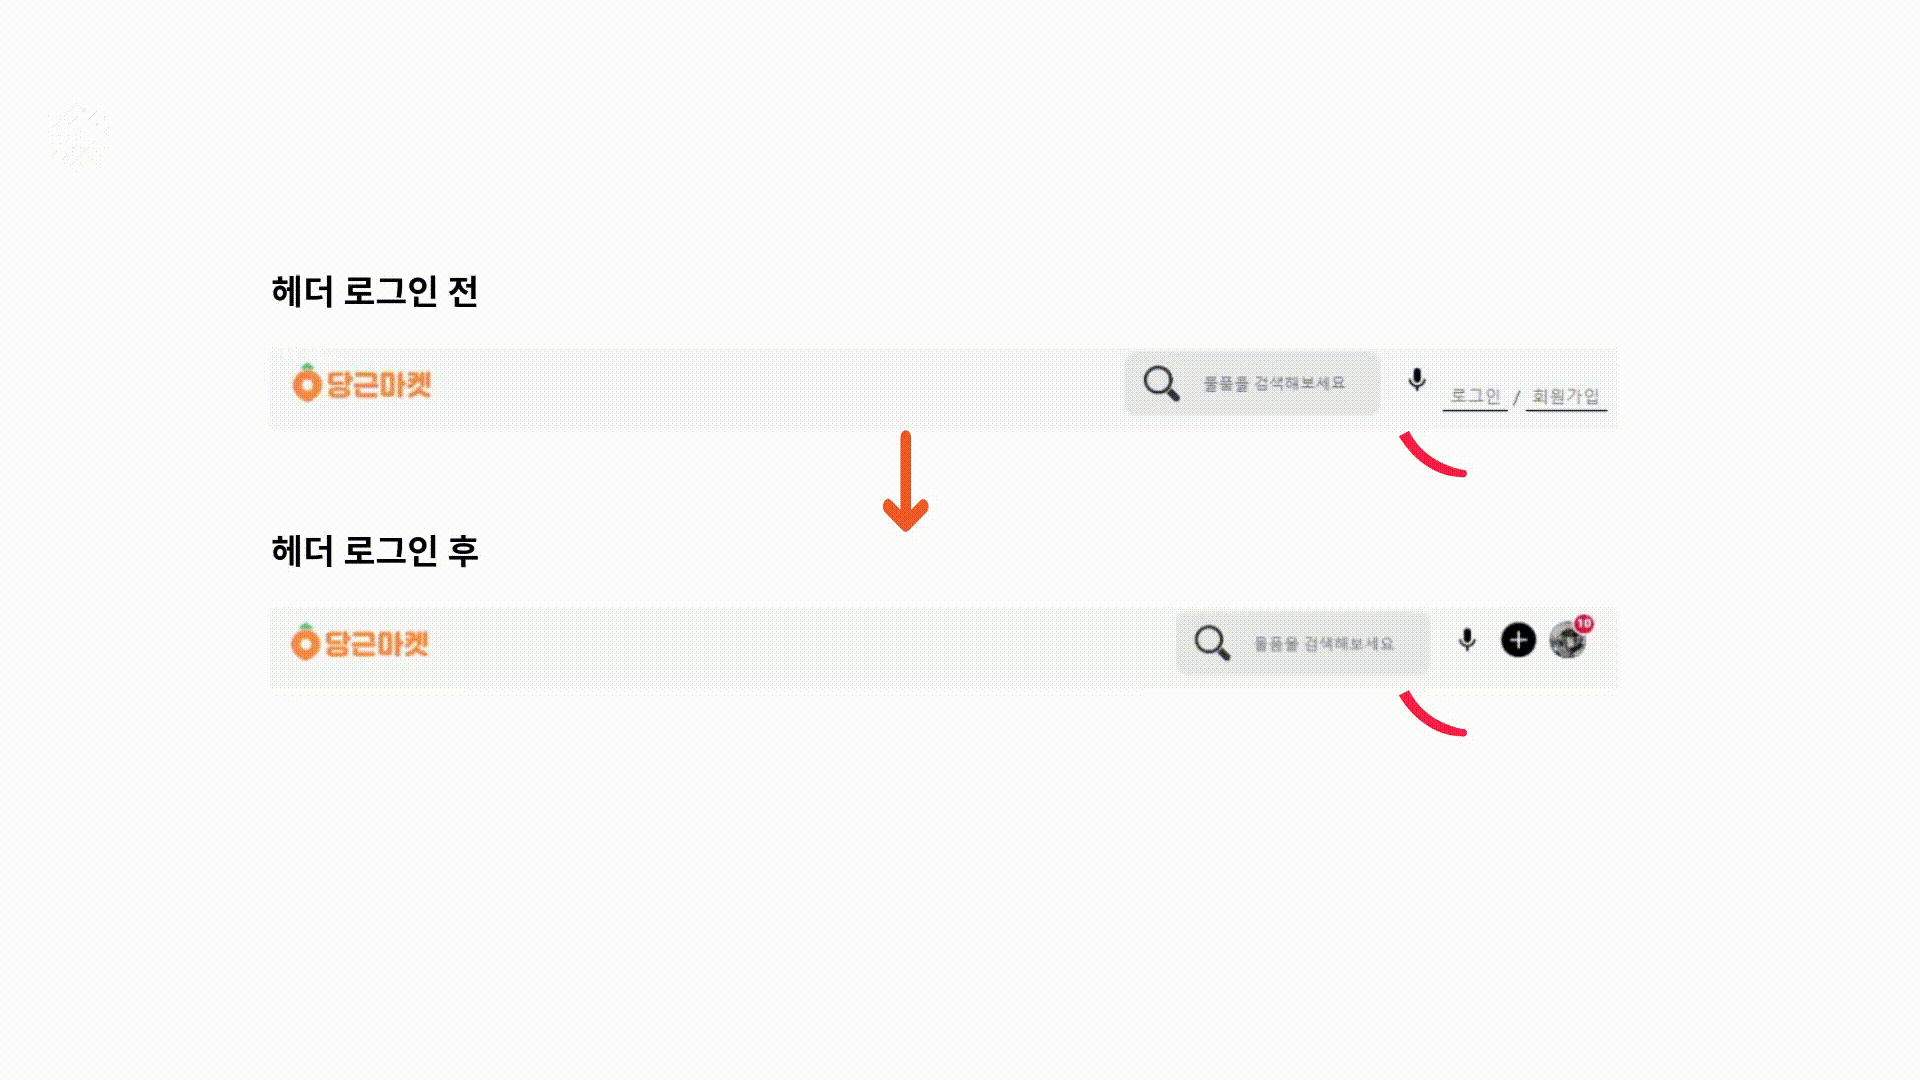 헤더 로그인 전
당근마켓
물품을 검색해보세요
로그인 / 회원가입
헤더 로그인 후
당근마켓
물품을 검색해보세요
10